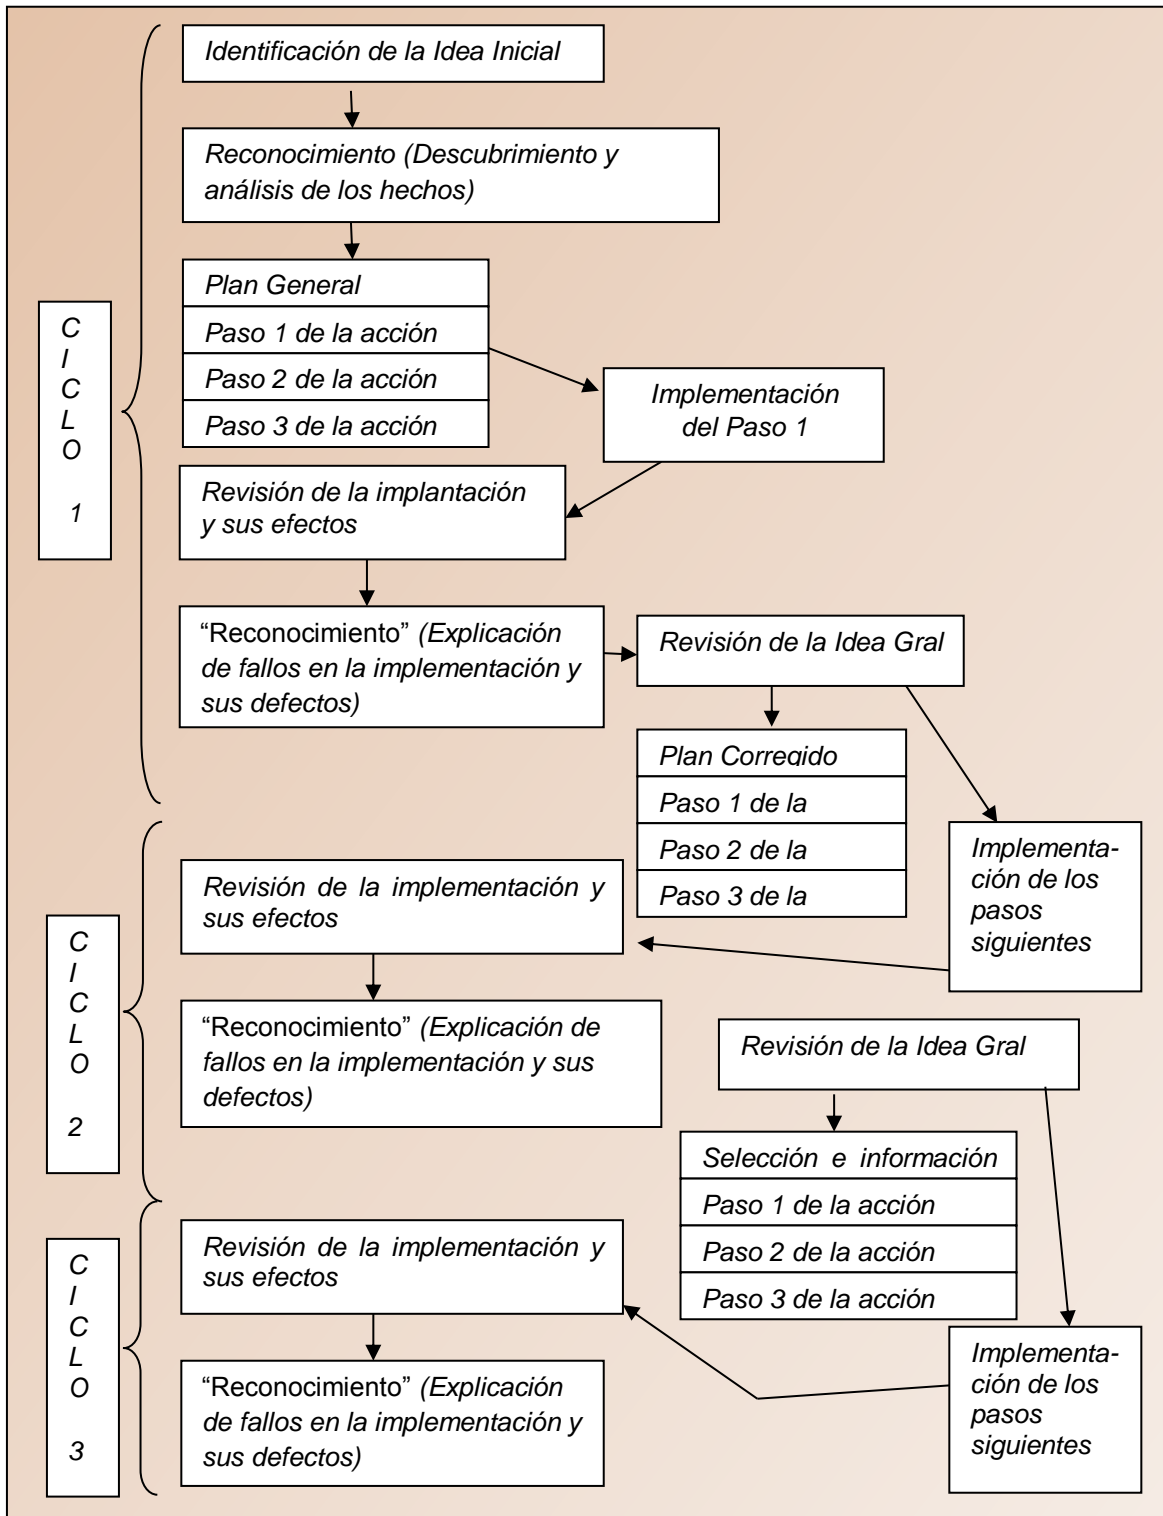 Identificación de la Idea Inicial
Reconocimiento (Descubrimiento y
análisis de los hechos)
Plan General
Paso 1 de la acción
Paso 2 de la acción
Paso 3 de la acción
Implementación
del Paso 1
Revisión de la implantación
y sus efectos
“Reconocimiento” (Explicación
de fallos en la implementación y
sus defectos)
Revisión de la Idea Gral
Plan Corregido
Paso 1 de la
Paso 2 de la
Paso 3 de la
Implementa-
ción de los
pasos
siguientes
C
I
C
L
O
1
Revisión de la implementación y
sus efectos
“Reconocimiento” (Explicación de
fallos en la implementación y sus
defectos)
Revisión de la Idea Gral
Selección e información
Paso 1 de la acción
Paso 2 de la acción
Paso 3 de la acción
Implementa-
ción de los
pasos
siguientes
C
I
C
L
O
2
Revisión de la implementación y
sus efectos
“Reconocimiento” (Explicación
de fallos en la implementación y
sus defectos)
C
I
C
L
O
3